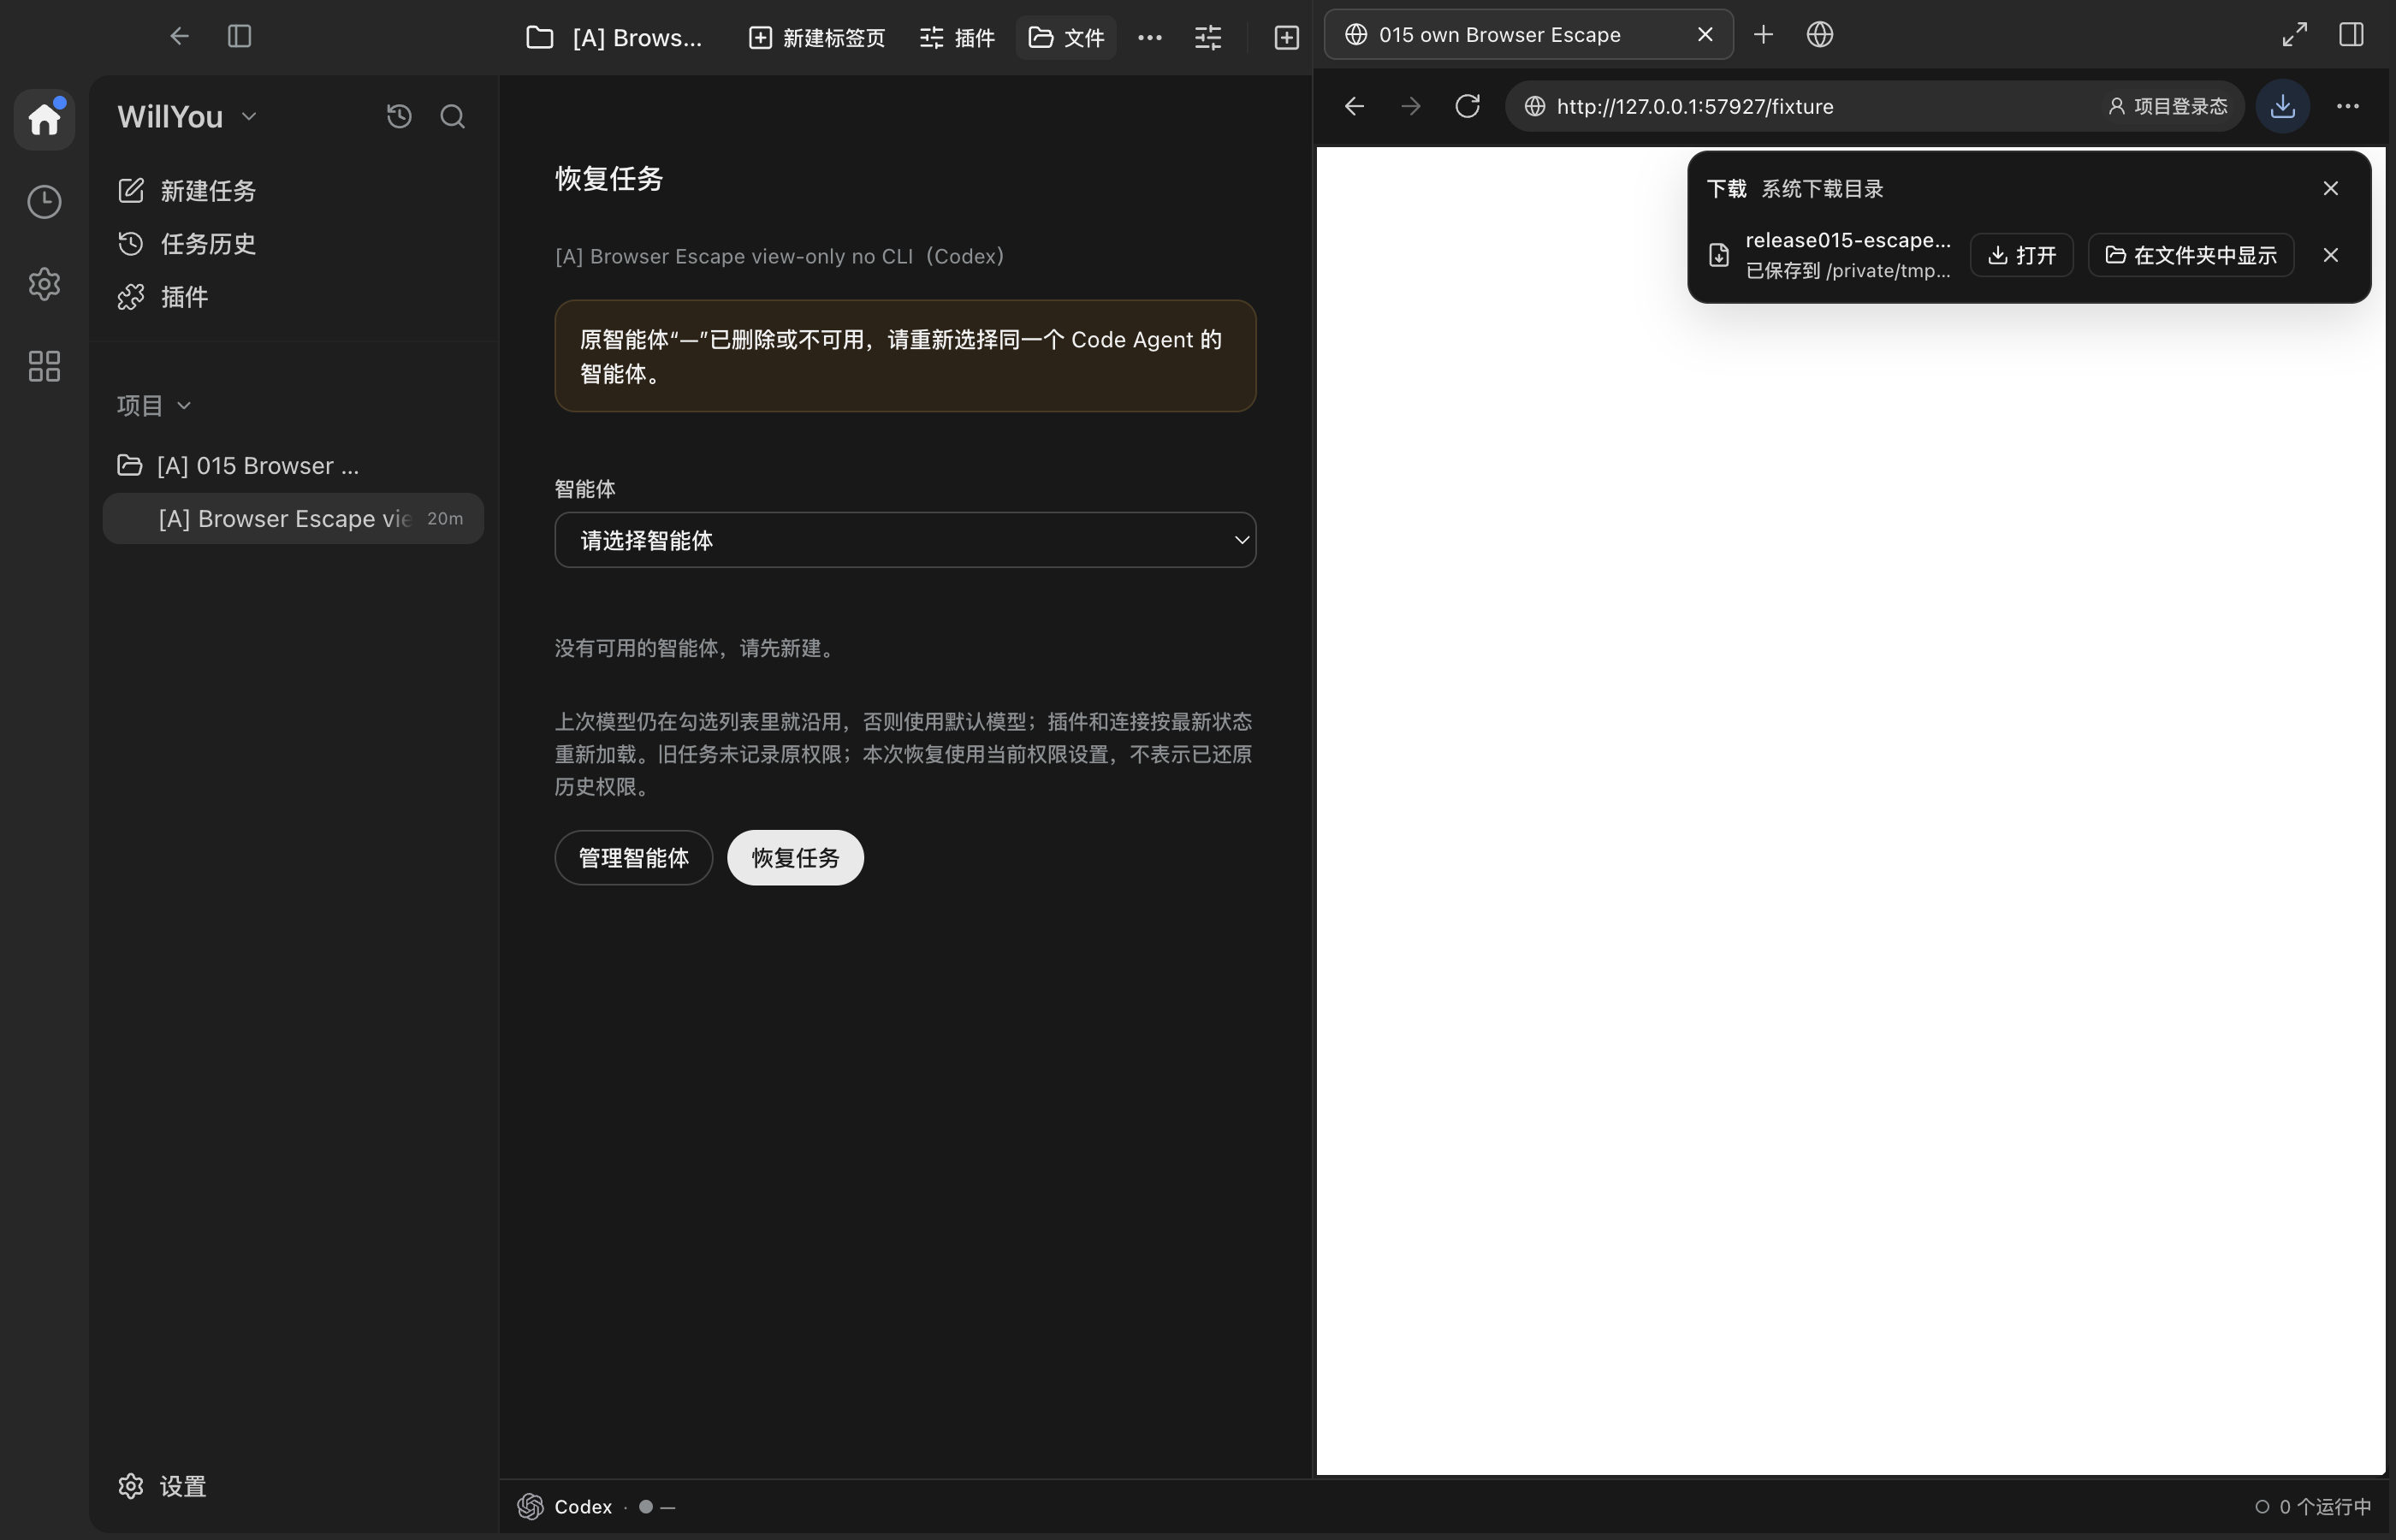 [A] Brows...
新建标签页
插件
文件
015 own Browser Escape
http://127.0.0.1:57927/fixture
项目登录态
WillYou
新建任务
任务历史
插件
项目
[A] 015 Browser ...
[A] Browser Escape vie 20m
设置
恢复任务
[A] Browser Escape view-only no CLI（Codex）
原智能体“—”已删除或不可用，请重新选择同一个 Code Agent 的
智能体。
智能体
请选择智能体
没有可用的智能体，请先新建。
上次模型仍在勾选列表里就沿用，否则使用默认模型；插件和连接按最新状态
重新加载。旧任务未记录原权限；本次恢复使用当前权限设置，不表示已还原
历史权限。
管理智能体
恢复任务
下载 系统下载目录
release015-escape...
已保存到 /private/tmp...
打开
在文件夹中显示
Codex · —
0 个运行中